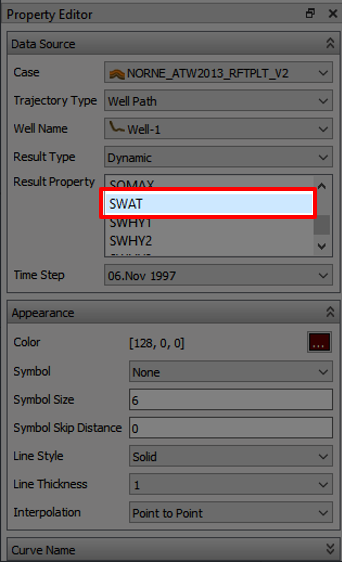 Property Editor
Data Source
Case NORNE_ATW2013_RFTPLT_V2
Trajectory Type Well Path
Well Name Well-1
Result Type Dynamic
Result Property SOMAX
SWAT
SWHY1
SWHY2
Time Step 06.Nov 1997
Appearance
Color [128, 0, 0] ...
Symbol None
Symbol Size 6
Symbol Skip Distance 0
Line Style Solid
Line Thickness 1
Interpolation Point to Point
Curve Name